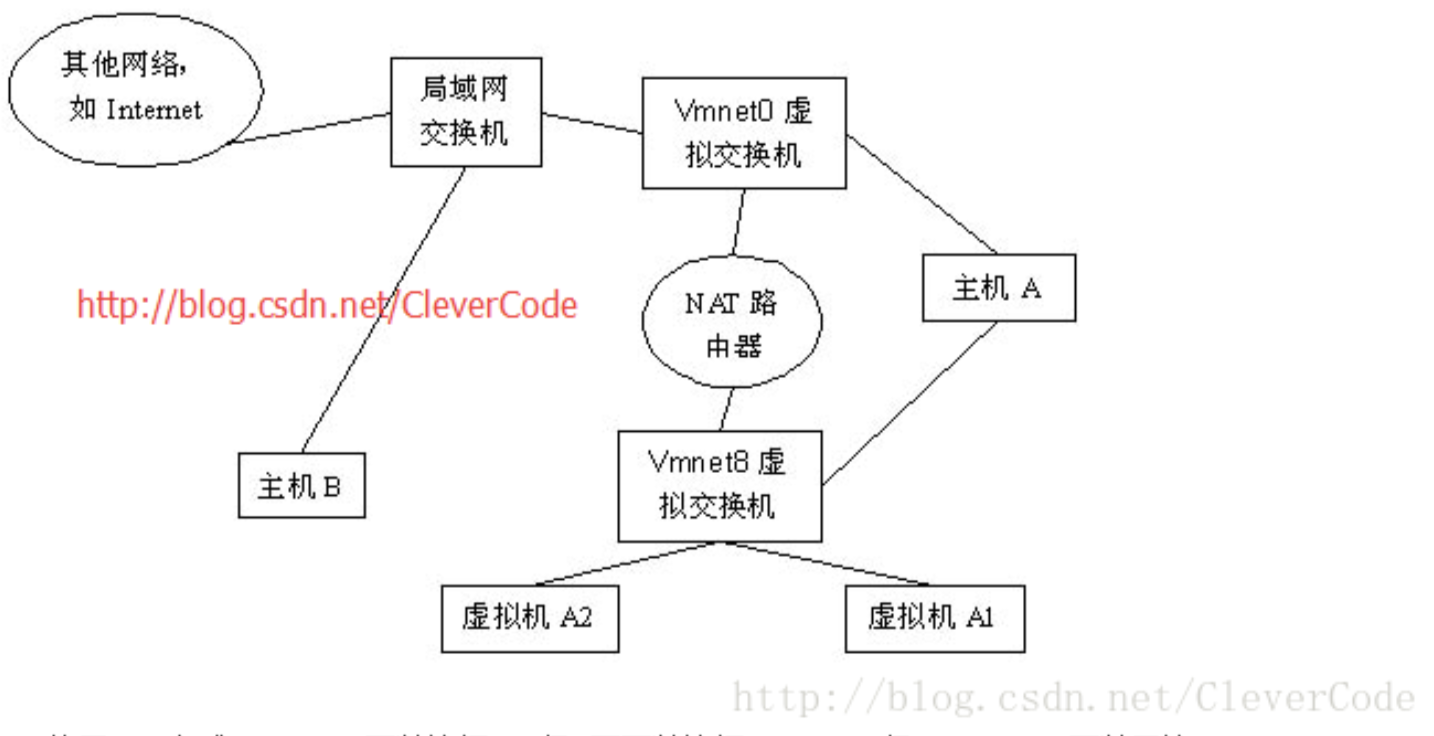 其他网络，
如 Internet
局域网
交换机
Vmnet0 虚
拟交换机
主机 A
http://blog.csdn.net/CleverCode
NAT 路
由器
Vmnet8 虚
拟交换机
主机 B
虚拟机 A2
虚拟机 A1
http://blog.csdn.net/CleverCode